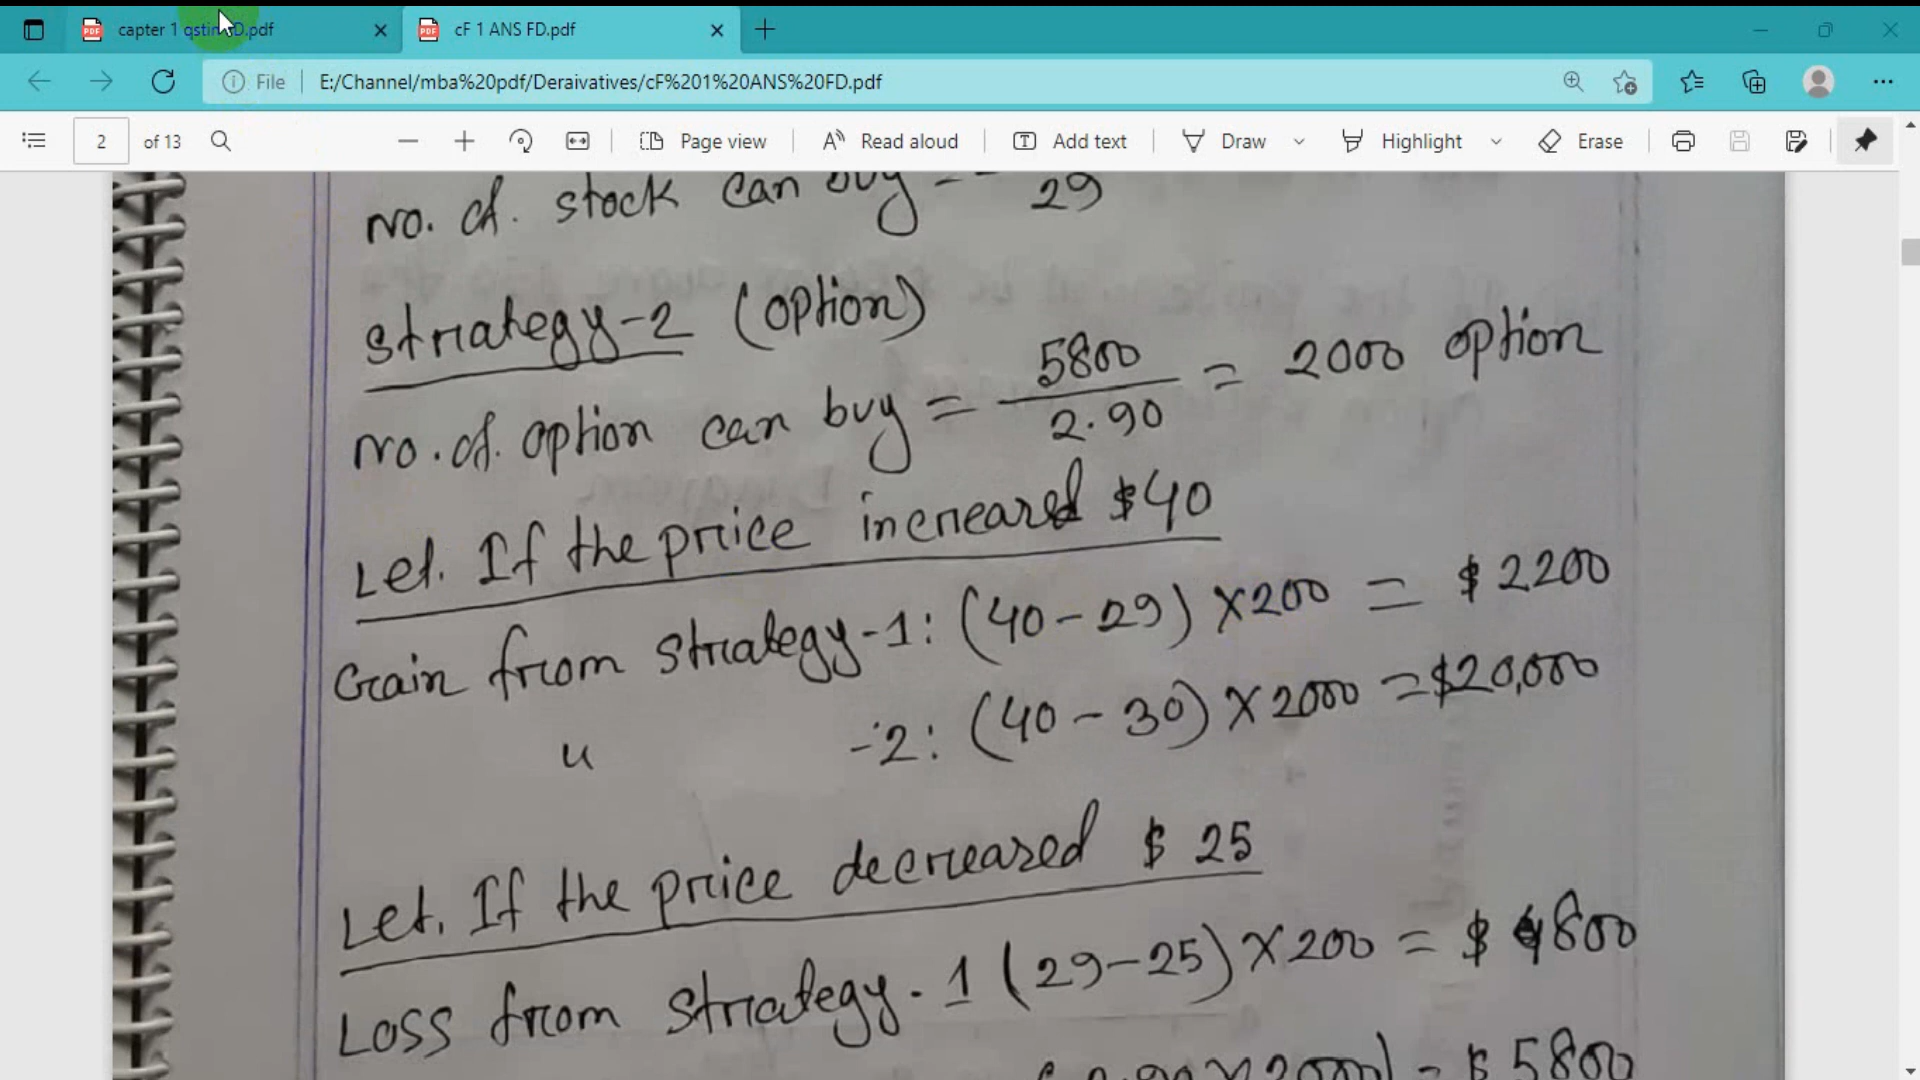 capter 1 qstin FD.pdf
cF 1 ANS FD.pdf
File
E:/Channel/mba%20pdf/Deraivatives/cF%201%20ANS%20FD.pdf
2 of 13
Page view
Read aloud
Add text
Draw
Highlight
Erase
No. of. stock can buy =
29
Strategy-2 (option)
No. of. option can buy = 5800 / 2.90 = 2000 option
Let. If the price increased $40
Gain from strategy-1: (40-29) X200 = $2200
" -2: (40-30) X 2000 = $20,000
Let. If the price decreased $ 25
Loss from strategy. 1 (29-25) X 200 = $ 800
2000) = $ 5800